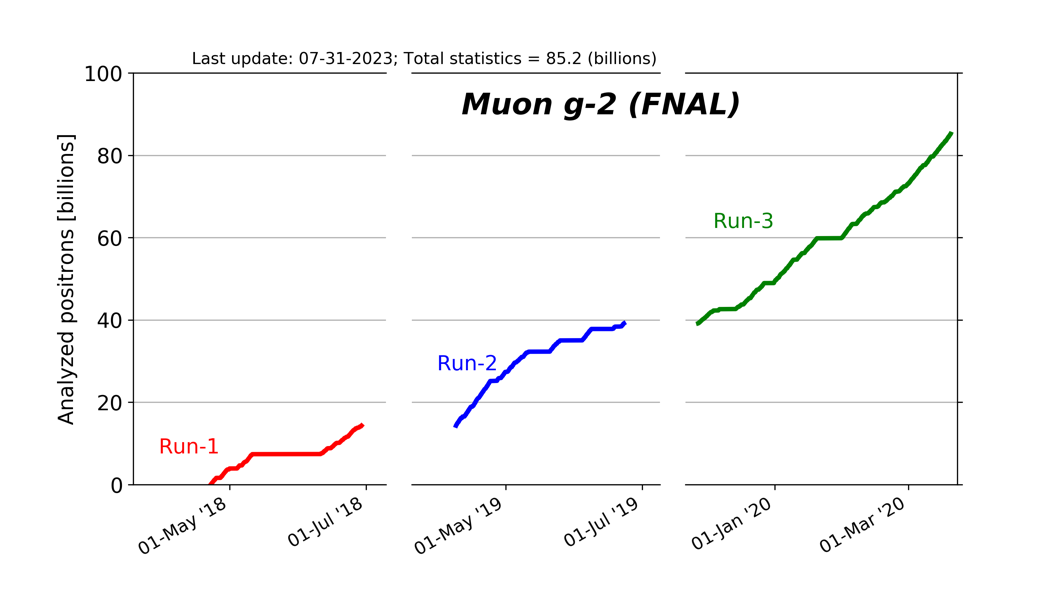 Last update: 07-31-2023; Total statistics = 85.2 (billions)
Muon g-2 (FNAL)
Analyzed positrons [billions]
100
80
60
40
20
0
Run-1
Run-2
Run-3
01-May '18
01-Jul '18
01-May '19
01-Jul '19
01-Jan '20
01-Mar '20